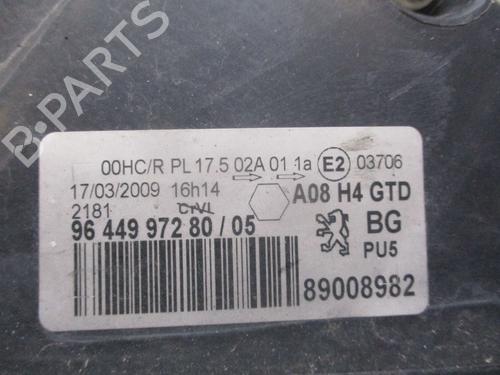 B-PARTS
00HC/R PL 17.5 02A 01 1a E2 03706
17/03/2009 16h14
A08 H4 GTD
2181 CrVl
96 449 972 80 / 05
BG
PU5
89008982